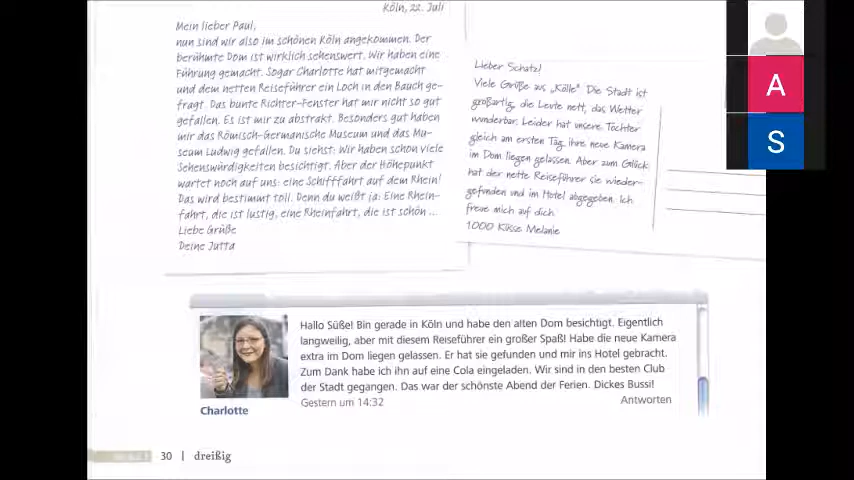 Köln, 22. Juli
Mein lieber Paul,
nun sind wir also im schönen Köln angekommen. Der
berühmte Dom ist wirklich sehenswert. Wir haben eine
Führung gemacht. Sogar Charlotte hat mitgemacht
und dem netten Reiseführer ein Loch in den Bauch ge-
fragt. Das bunte Richter-Fenster hat mir nicht so gut
gefallen. Es ist mir zu abstrakt. Besonders gut haben
mir das Römisch-Germanische Museum und das Mu-
seum Ludwig gefallen. Du siehst: Wir haben schon viele
Sehenswürdigkeiten besichtigt. Aber der Höhepunkt
wartet noch auf uns: eine Schifffahrt auf dem Rhein!
Das wird bestimmt toll. Denn du weißt ja: Eine Rhein-
fahrt, die ist lustig, eine Rheinfahrt, die ist schön ...
Liebe Grüße
Deine Jutta
Lieber Schatz!
Viele Grüße aus „Kölle“. Die Stadt ist
großartig, die Leute nett, das Wetter
wunderbar. Leider hat unsere Tochter
gleich am ersten Tag ihre neue Kamera
im Dom liegen gelassen. Aber zum Glück
hat der nette Reiseführer sie wieder-
gefunden und im Hotel abgegeben. Ich
freue mich auf dich.
1000 Küsse Melanie
A
S
Hallo Süße! Bin gerade in Köln und habe den alten Dom besichtigt. Eigentlich
langweilig, aber mit diesem Reiseführer ein großer Spaß! Habe die neue Kamera
extra im Dom liegen gelassen. Er hat sie gefunden und mir ins Hotel gebracht.
Zum Dank habe ich ihn auf eine Cola eingeladen. Wir sind in den besten Club
der Stadt gegangen. Das war der schönste Abend der Ferien. Dickes Bussi!
Gestern um 14:32 Antworten
Charlotte
30 | dreißig